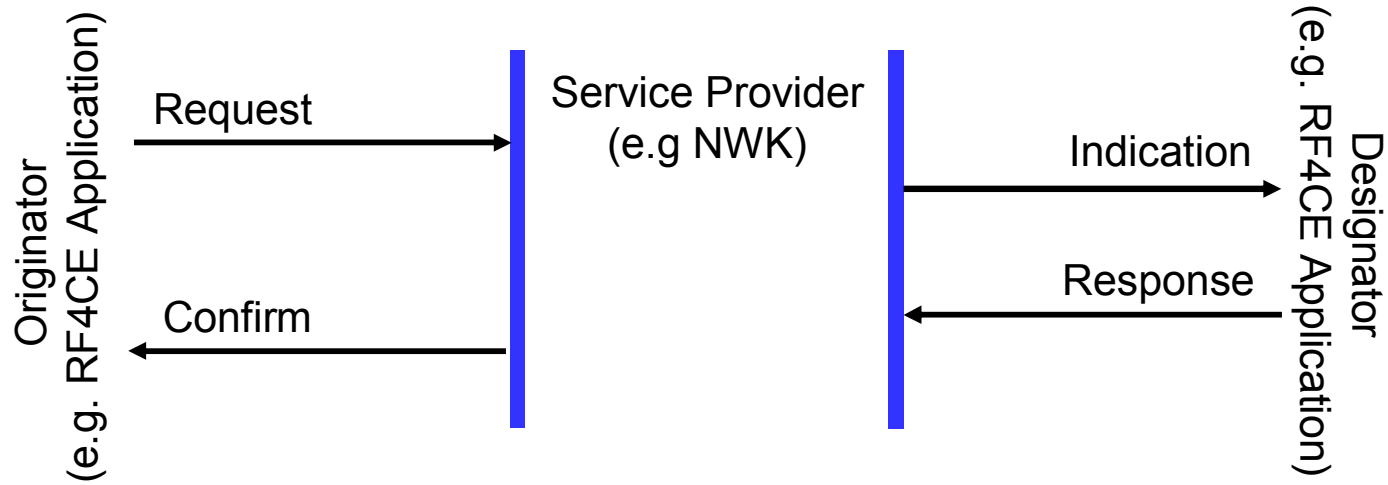 Originator
(e.g. RF4CE Application)
Request
Confirm
Service Provider
(e.g NWK)
Indication
Response
Designator
(e.g. RF4CE Application)